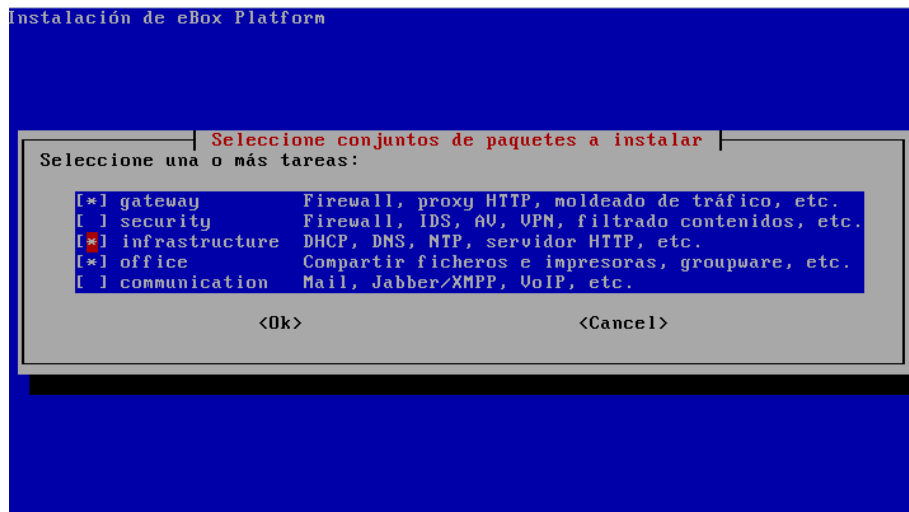 Instalación de eBox Platform
Seleccione conjuntos de paquetes a instalar
Seleccione una o más tareas:
[*] gateway Firewall, proxy HTTP, moldeado de tráfico, etc.
[ ] security Firewall, IDS, AV, VPN, filtrado contenidos, etc.
[*] infrastructure DHCP, DNS, NTP, servidor HTTP, etc.
[*] office Compartir ficheros e impresoras, groupware, etc.
[ ] communication Mail, Jabber/XMPP, VoIP, etc.
<Ok> <Cancel>